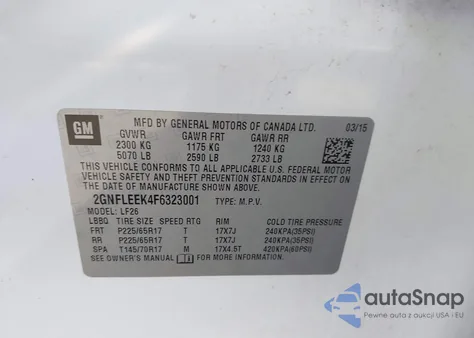 GM
MFD BY GENERAL MOTORS OF CANADA LTD. 03/15
GVWR GAWR FRT GAWR RR
2300 KG 1175 KG 1240 KG
5070 LB 2590 LB 2733 LB
THIS VEHICLE CONFORMS TO ALL APPLICABLE U.S. FEDERAL MOTOR
VEHICLE SAFETY AND THEFT PREVENTION STANDARDS IN EFFECT ON
THE DATE OF MANUFACTURE SHOWN ABOVE.
2GNFLEEK4F6323001 TYPE: M.P.V.
MODEL: LF26
LBBQ TIRE SIZE SPEED RTG RIM COLD TIRE PRESSURE
FRT P225/65R17 T 17X7J 240KPA(35PSI)
RR P225/65R17 T 17X7J 240KPA(35PSI)
SPA T145/70R17 M 17X4.5T 420KPA(60PSI)
SEE OWNER'S MANUAL FOR MORE INFORMATION.
autaSnap
Pewne auta z USA i EU